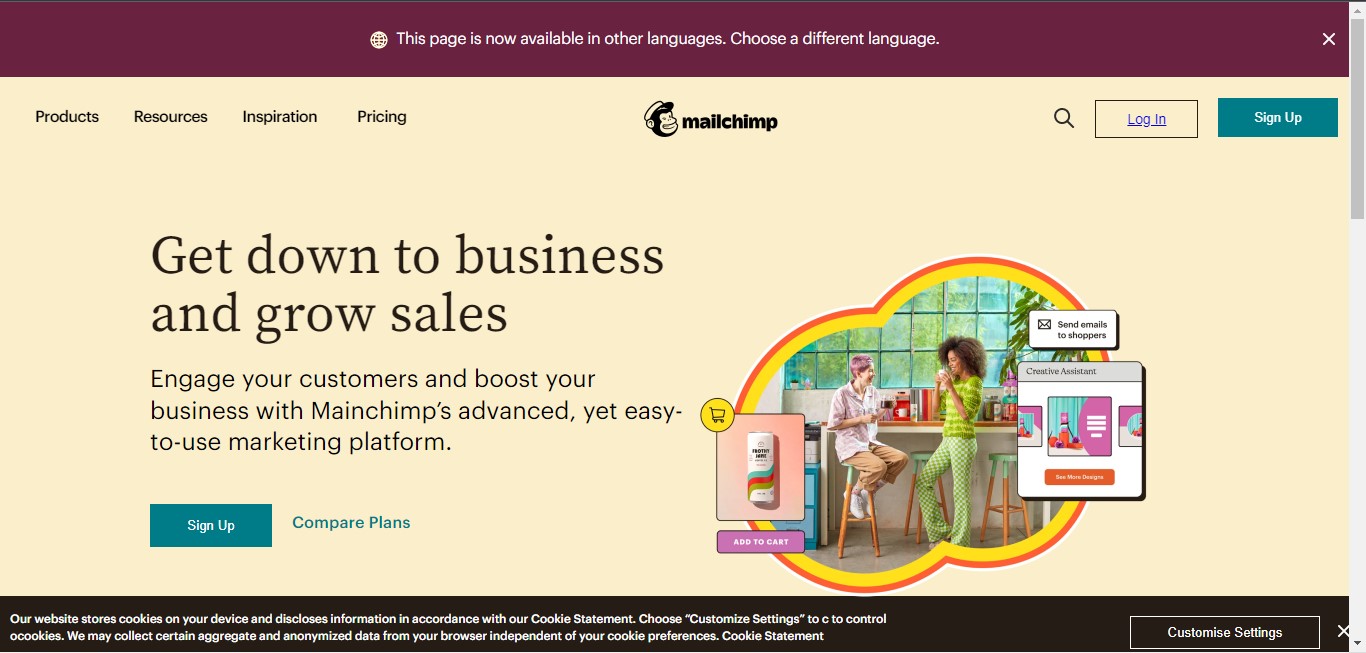 This page is now available in other languages. Choose a different language.
Products Resources Inspiration Pricing
mailchimp
Log In
Sign Up
Get down to business
and grow sales
Engage your customers and boost your
business with Mainchimp’s advanced, yet easy-
to-use marketing platform.
Sign Up
Compare Plans
Send emails
to shoppers
Creative Assistant
See More Designs
FROTHY
JANE
ADD TO CART
Our website stores cookies on your device and discloses information in accordance with our Cookie Statement. Choose “Customize Settings” to c to control
ocookies. We may collect certain aggregate and anonymized data from your browser independent of your cookie preferences. Cookie Statement
Customise Settings